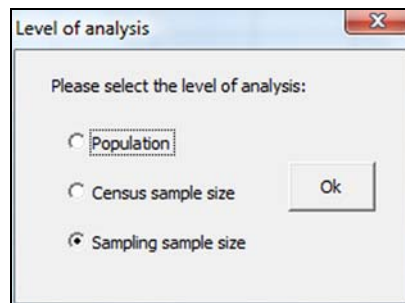 Level of analysis
Please select the level of analysis:
Population
Census sample size
Ok
Sampling sample size